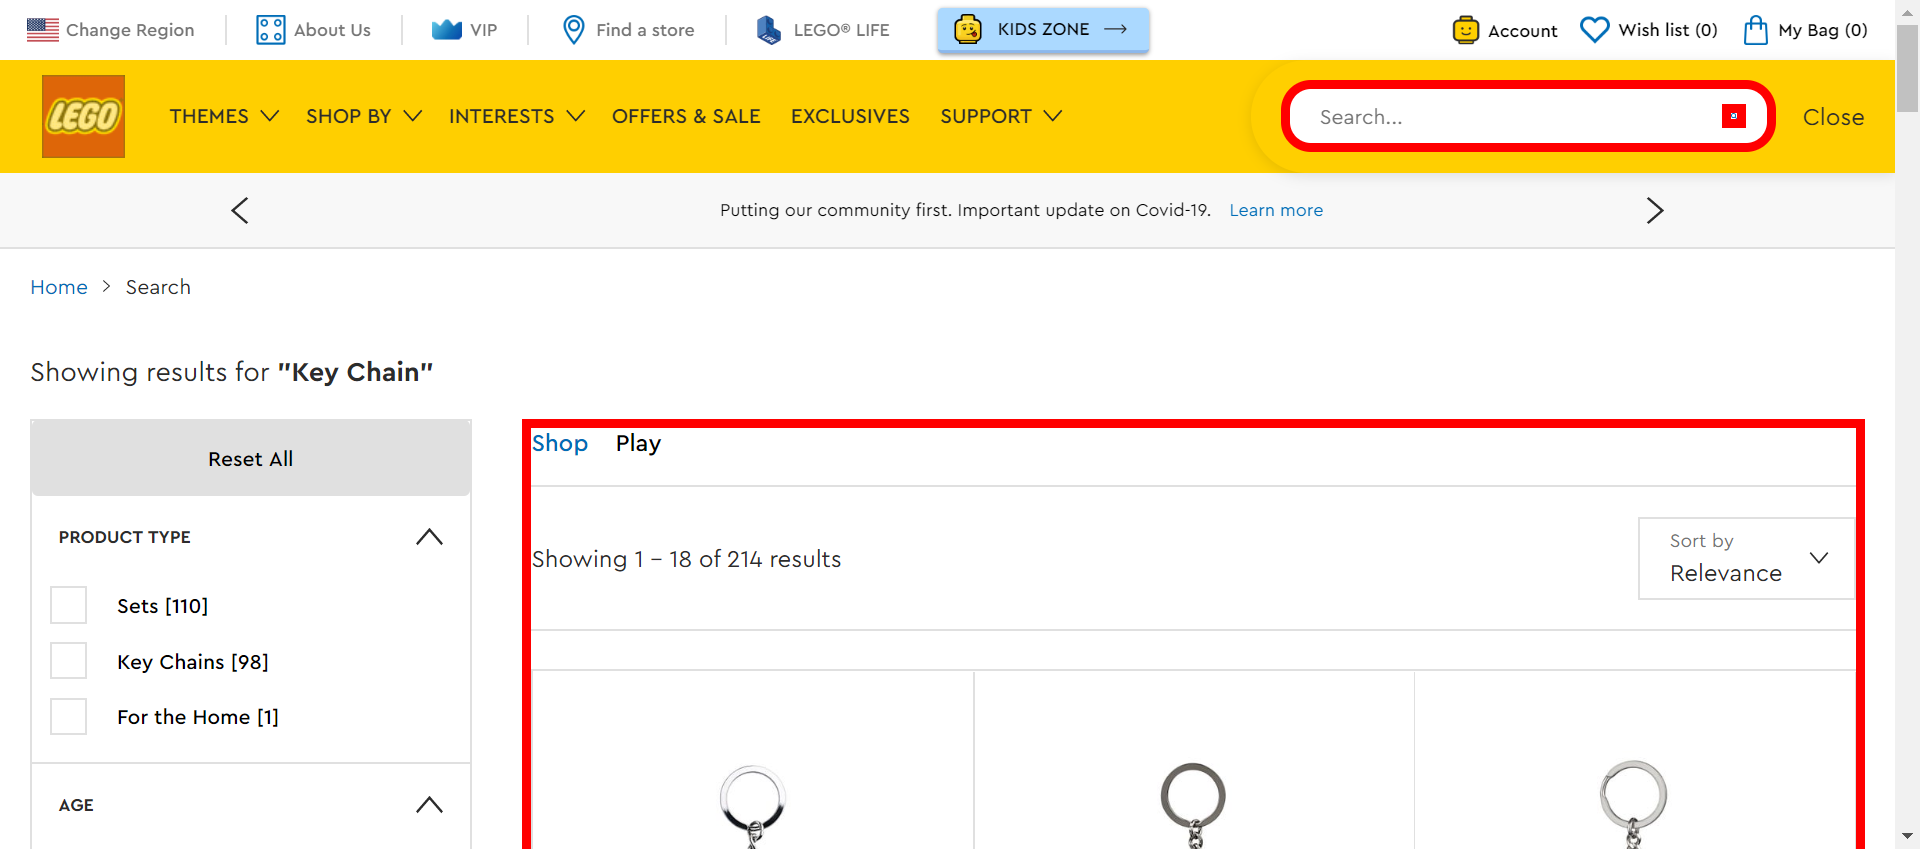 Change Region
About Us
VIP
Find a store
LEGO® LIFE
KIDS ZONE
Account
Wish list (0)
My Bag (0)
LEGO
THEMES
SHOP BY
INTERESTS
OFFERS & SALE
EXCLUSIVES
SUPPORT
Search...
Close
Putting our community first. Important update on Covid-19. Learn more
Home > Search
Showing results for "Key Chain"
Reset All
PRODUCT TYPE
Sets [110]
Key Chains [98]
For the Home [1]
AGE
Shop Play
Showing 1 - 18 of 214 results
Sort by
Relevance